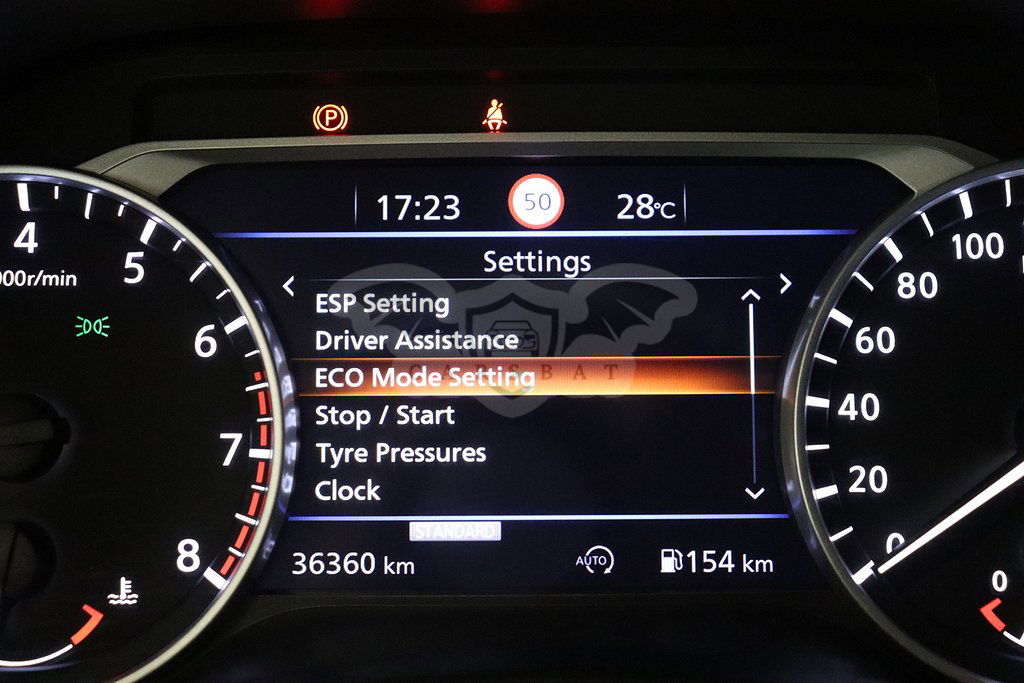 P
17:23
50
28°C
Settings
ESP Setting
Driver Assistance
ECO Mode Setting
CARSBAT
Stop / Start
Tyre Pressures
Clock
STANDARD
36360 km
AUTO
154 km
4
5
6
7
8
000r/min
100
80
60
40
20
0
0